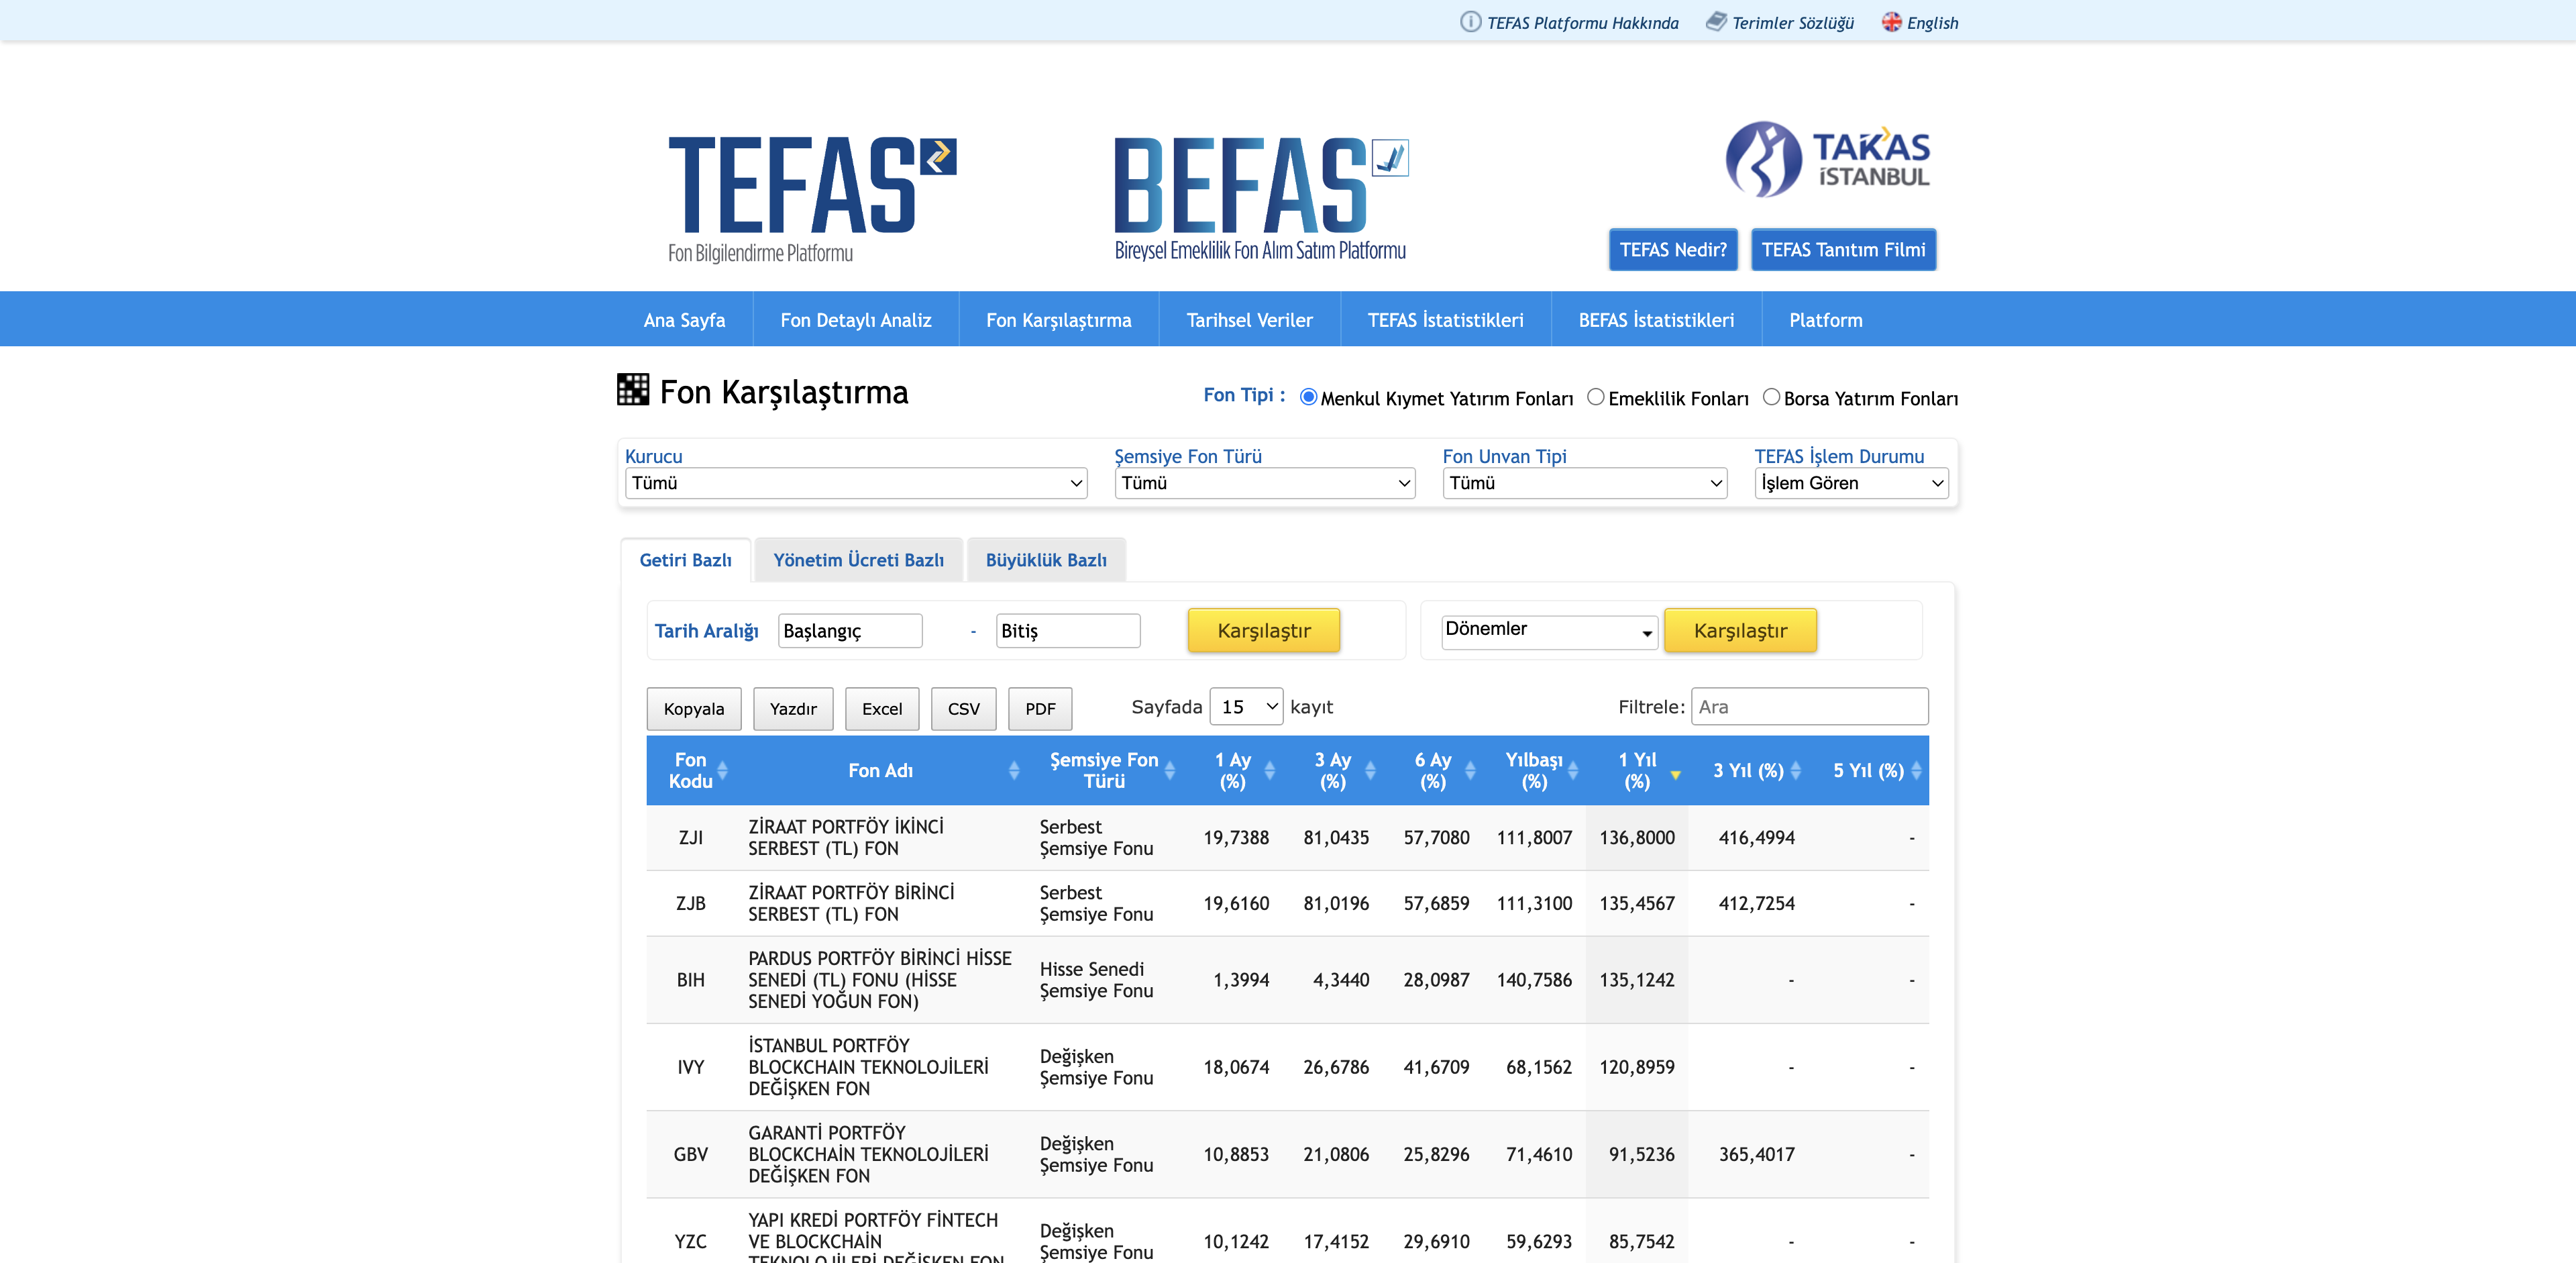 TEFAS Platformu Hakkında Terimler Sözlüğü English
TEFAS
Fon Bilgilendirme Platformu
BEFAS
Bireysel Emeklilik Fon Alım Satım Platformu
TAKAS
İSTANBUL
TEFAS Nedir? TEFAS Tanıtım Filmi
Ana Sayfa Fon Detaylı Analiz Fon Karşılaştırma Tarihsel Veriler TEFAS İstatistikleri BEFAS İstatistikleri Platform
Fon Karşılaştırma
Fon Tipi : Menkul Kıymet Yatırım Fonları Emeklilik Fonları Borsa Yatırım Fonları
Kurucu Şemsiye Fon Türü Fon Unvan Tipi TEFAS İşlem Durumu
Tümü Tümü Tümü İşlem Gören
Getiri Bazlı Yönetim Ücreti Bazlı Büyüklük Bazlı
Tarih Aralığı Başlangıç - Bitiş Karşılaştır Dönemler Karşılaştır
Kopyala Yazdır Excel CSV PDF Sayfada 15 kayıt Filtrele: Ara
Fon Kodu Fon Adı Şemsiye Fon Türü 1 Ay (%) 3 Ay (%) 6 Ay (%) Yılbaşı (%) 1 Yıl (%) 3 Yıl (%) 5 Yıl (%)
ZJI ZİRAAT PORTFÖY İKİNCİ SERBEST (TL) FON Serbest Şemsiye Fonu 19,7388 81,0435 57,7080 111,8007 136,8000 416,4994 -
ZJB ZİRAAT PORTFÖY BİRİNCİ SERBEST (TL) FON Serbest Şemsiye Fonu 19,6160 81,0196 57,6859 111,3100 135,4567 412,7254 -
BIH PARDUS PORTFÖY BİRİNCİ HİSSE SENEDİ (TL) FONU (HİSSE SENEDİ YOĞUN FON) Hisse Senedi Şemsiye Fonu 1,3994 4,3440 28,0987 140,7586 135,1242 - -
IVY İSTANBUL PORTFÖY BLOCKCHAIN TEKNOLOJİLERİ DEĞİŞKEN FON Değişken Şemsiye Fonu 18,0674 26,6786 41,6709 68,1562 120,8959 - -
GBV GARANTİ PORTFÖY BLOCKCHAİN TEKNOLOJİLERİ DEĞİŞKEN FON Değişken Şemsiye Fonu 10,8853 21,0806 25,8296 71,4610 91,5236 365,4017 -
YZC YAPI KREDİ PORTFÖY FİNTECH VE BLOCKCHAİN TEKNOLOJİLERİ DEĞİŞKEN FON Değişken Şemsiye Fonu 10,1242 17,4152 29,6910 59,6293 85,7542 - -